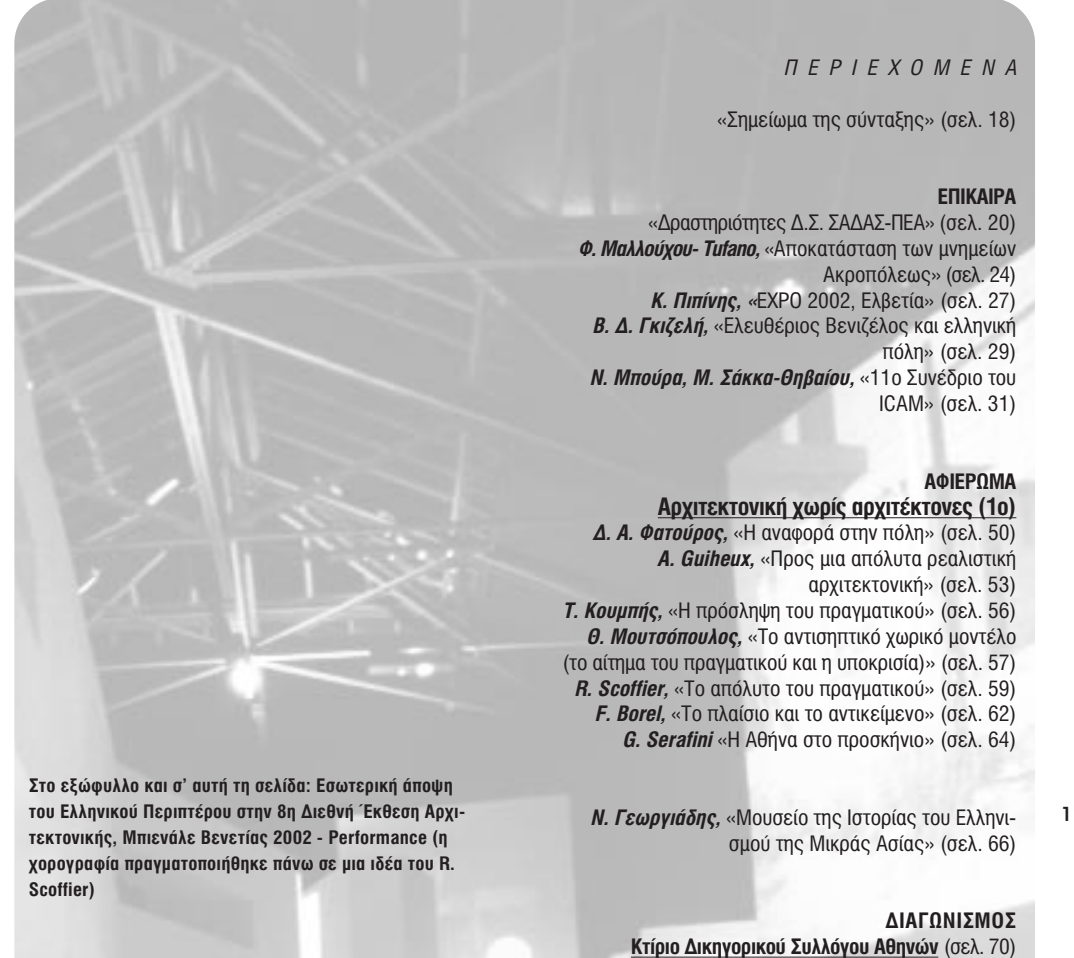 Π Ε Ρ Ι Ε Χ Ο Μ Ε Ν Α
«Σημείωμα της σύνταξης» (σελ. 18)
ΕΠΙΚΑΙΡΑ
«Δραστηριότητες Δ.Σ. ΣΑΔΑΣ-ΠΕΑ» (σελ. 20)
Φ. Μαλλούχου- Tufano, «Αποκατάσταση των μνημείων
Ακροπόλεως» (σελ. 24)
Κ. Πιπίνης, «EXPO 2002, Ελβετία» (σελ. 27)
Β. Δ. Γκιζελή, «Ελευθέριος Βενιζέλος και ελληνική
πόλη» (σελ. 29)
Ν. Μπούρα, Μ. Σάκκα-Θηβαίου, «11ο Συνέδριο του
ICAM» (σελ. 31)
ΑΦΙΕΡΩΜΑ
Αρχιτεκτονική χωρίς αρχιτέκτονες (1ο)
Δ. Α. Φατούρος, «Η αναφορά στην πόλη» (σελ. 50)
A. Guiheux, «Προς μια απόλυτα ρεαλιστική
αρχιτεκτονική» (σελ. 53)
Τ. Κουμπής, «Η πρόσληψη του πραγματικού» (σελ. 56)
Θ. Μουτσόπουλος, «Το αντισηπτικό χωρικό μοντέλο
(το αίτημα του πραγματικού και η υποκρισία)» (σελ. 57)
R. Scoffier, «Το απόλυτο του πραγματικού» (σελ. 59)
F. Borel, «Το πλαίσιο και το αντικείμενο» (σελ. 62)
G. Serafini «Η Αθήνα στο προσκήνιο» (σελ. 64)
Ν. Γεωργιάδης, «Μουσείο της Ιστορίας του Ελληνι-
σμού της Μικράς Ασίας» (σελ. 66)
ΔΙΑΓΩΝΙΣΜΟΣ
Κτίριο Δικηγορικού Συλλόγου Αθηνών (σελ. 70)
Στο εξώφυλλο και σ' αυτή τη σελίδα: Εσωτερική άποψη
του Ελληνικού Περιπτέρου στην 8η Διεθνή Έκθεση Αρχι-
τεκτονικής, Μπιενάλε Βενετίας 2002 - Performance (η
χορογραφία πραγματοποιήθηκε πάνω σε μια ιδέα του R.
Scoffier)
1